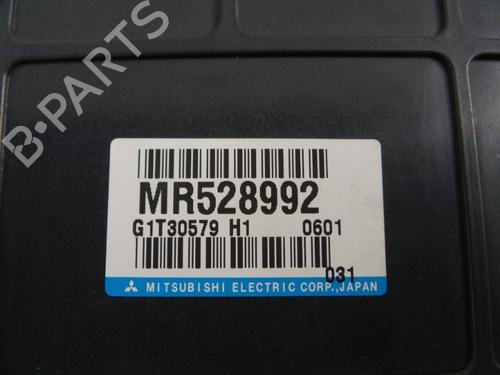 B-PARTS
MR528992
G1T30579 H1 0601
031
MITSUBISHI ELECTRIC CORP.,JAPAN